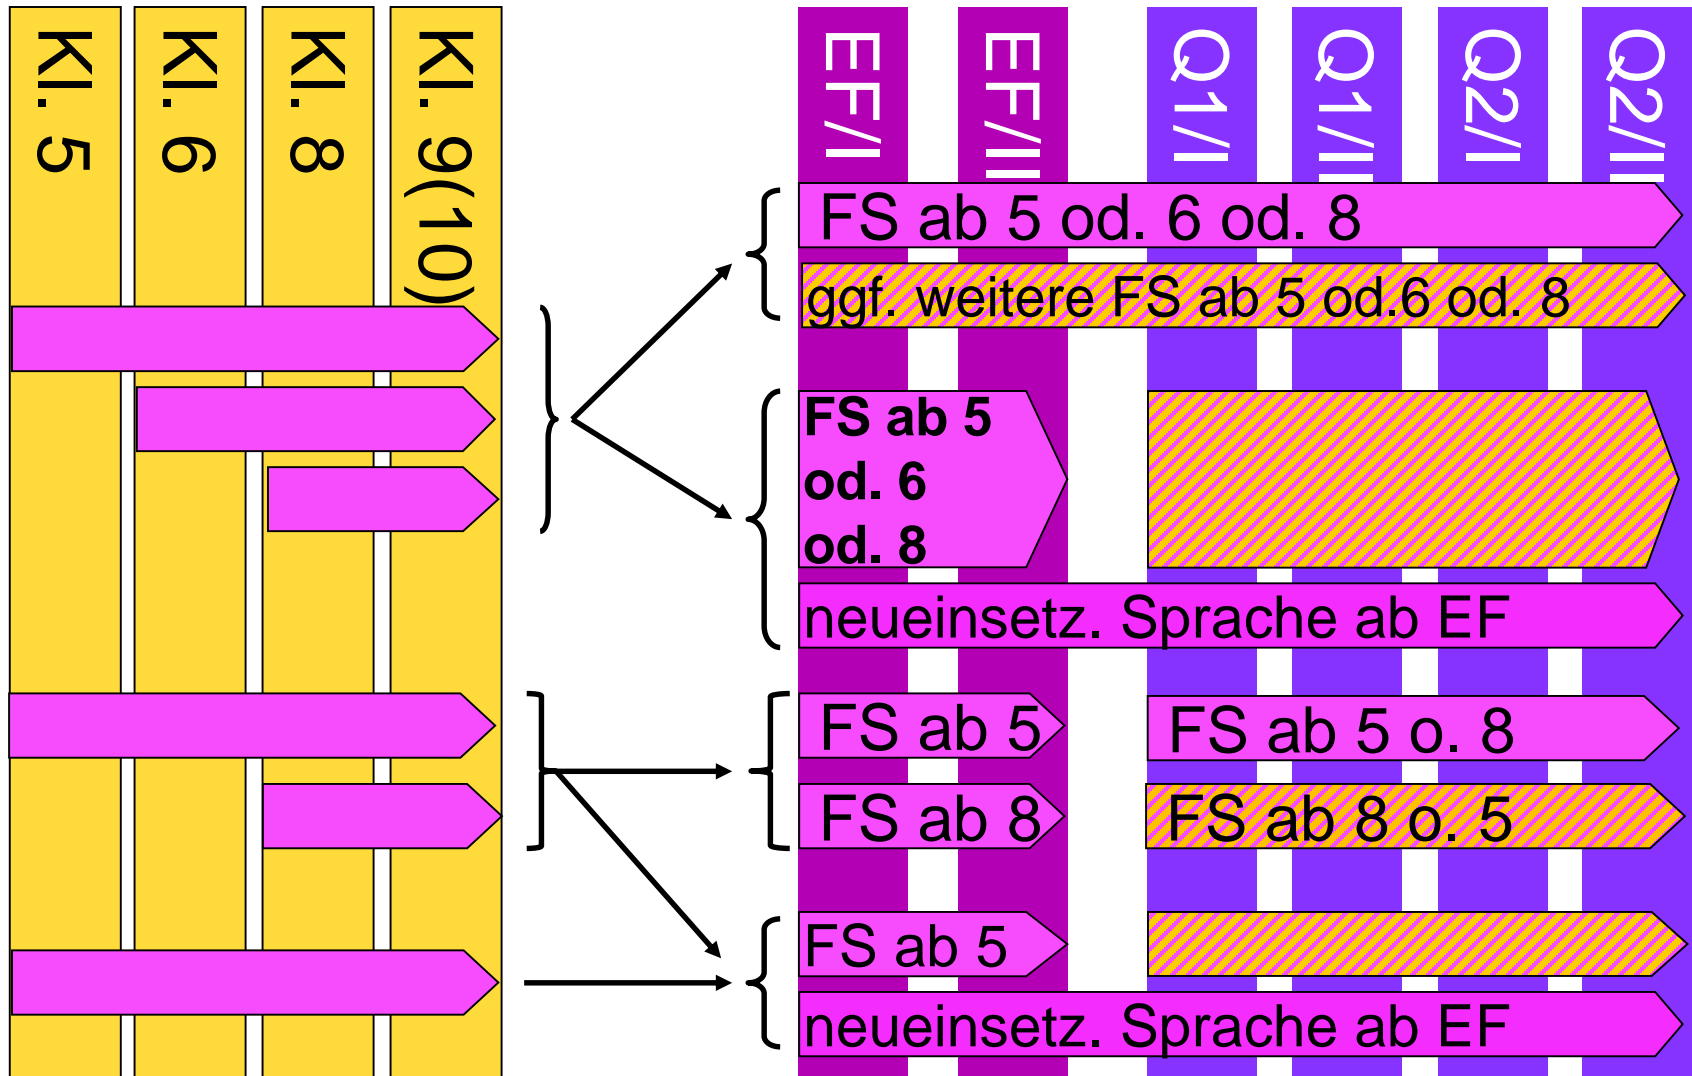 Kl. 5
Kl. 6
Kl. 8
Kl. 9(10)
EF/I
EF/II
Q1/I
Q1/II
Q2/I
Q2/II
FS ab 5 od. 6 od. 8
ggf. weitere FS ab 5 od.6 od. 8
FS ab 5
od. 6
od. 8
neueinsetz. Sprache ab EF
FS ab 5
FS ab 5 o. 8
FS ab 8
FS ab 8 o. 5
FS ab 5
neueinsetz. Sprache ab EF